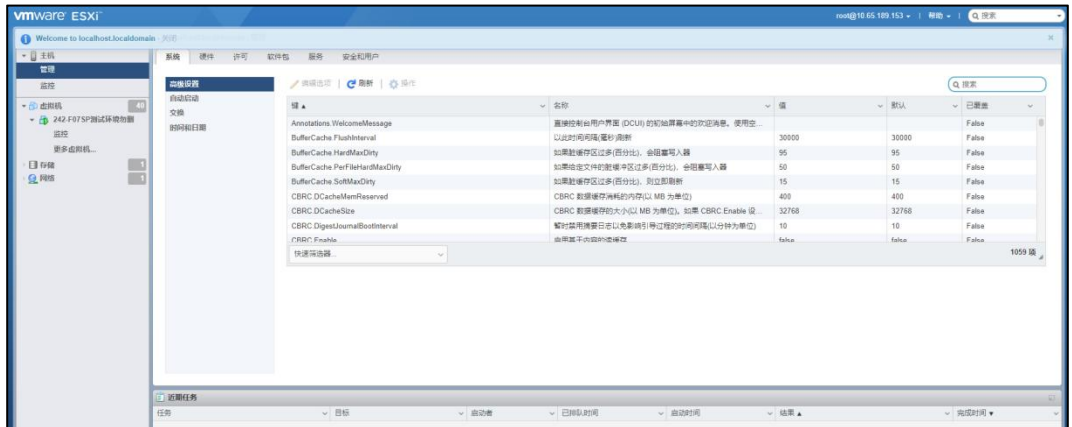 vmware ESXi
root@10.65.189.153 | 帮助 | 搜索
Welcome to localhost.localdomain
主机
管理
监控
虚拟机 40
242-F07SP测试环境勿删
监控
更多虚拟机...
存储 1
网络 1
系统 硬件 许可 软件包 服务 安全和用户
高级设置
自动启动
交换
时间和日期
编辑选项 | 刷新 | 操作
搜索
键 名称 值 默认 已覆盖
Annotations.WelcomeMessage 直接控制台用户界面 (DCUI) 的初始屏幕中的欢迎消息。使用空... False
BufferCache.FlushInterval 以此时间间隔(毫秒)刷新 30000 30000 False
BufferCache.HardMaxDirty 如果脏缓存区过多(百分比)，会阻塞写入器 95 95 False
BufferCache.PerFileHardMaxDirty 如果给定文件的脏缓冲区过多(百分比)，会阻塞写入器 50 50 False
BufferCache.SoftMaxDirty 如果脏缓存区过多(百分比)，则立即刷新 15 15 False
CBRC.DCacheMemReserved CBRC 数据缓存消耗的内存(以 MB 为单位) 400 400 False
CBRC.DCacheSize CBRC 数据缓存的大小(以 MB 为单位)。如果 CBRC.Enable 设... 32768 32768 False
CBRC.DigestJournalBootInterval 暂时禁用摘要日志以免影响引导过程的时间间隔(以分钟为单位) 10 10 False
CBRC.Enable 启用基于内容的读缓存 false false False
快速筛选器... 1059 项
近期任务
任务 目标 启动者 已排队时间 启动时间 结果 完成时间